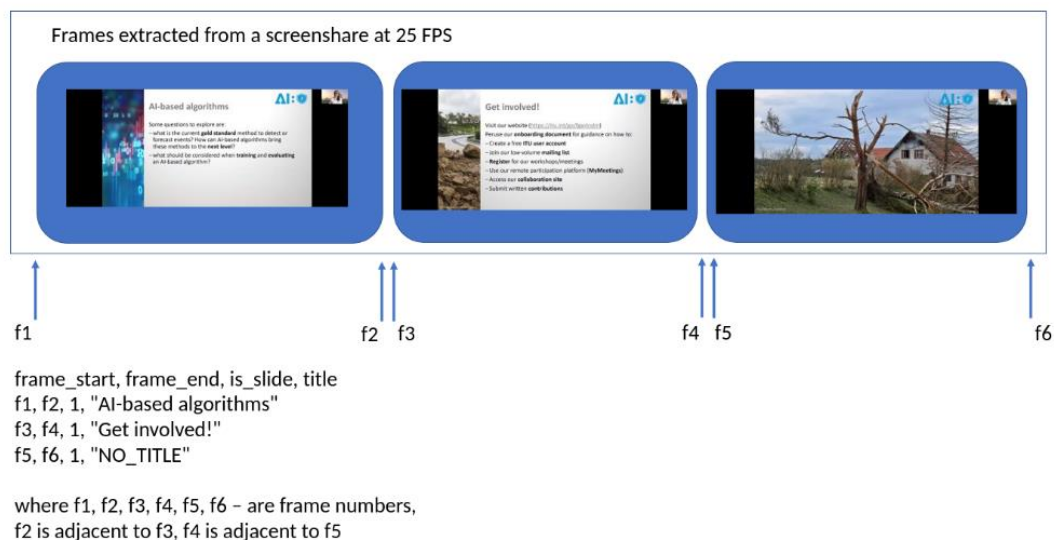 Frames extracted from a screenshare at 25 FPS
AI-based algorithms
Some questions to explore are:
– what is the current gold standard method to detect or
forecast events? How can AI-based algorithms bring
these methods to the next level?
– what should be considered when training and evaluating
an AI-based algorithm?
Get involved!
Visit our website
Peruse our onboarding document for guidance on how to:
– Create a free ITU user account
– Join our low-volume mailing list
– Register for our workshops/meetings
– Use our remote participation platform (MyMeetings)
– Access our collaboration site
– Submit written contributions
f1
f2
f3
f4
f5
f6
frame_start, frame_end, is_slide, title
f1, f2, 1, "AI-based algorithms"
f3, f4, 1, "Get involved!"
f5, f6, 1, "NO_TITLE"
where f1, f2, f3, f4, f5, f6 – are frame numbers,
f2 is adjacent to f3, f4 is adjacent to f5